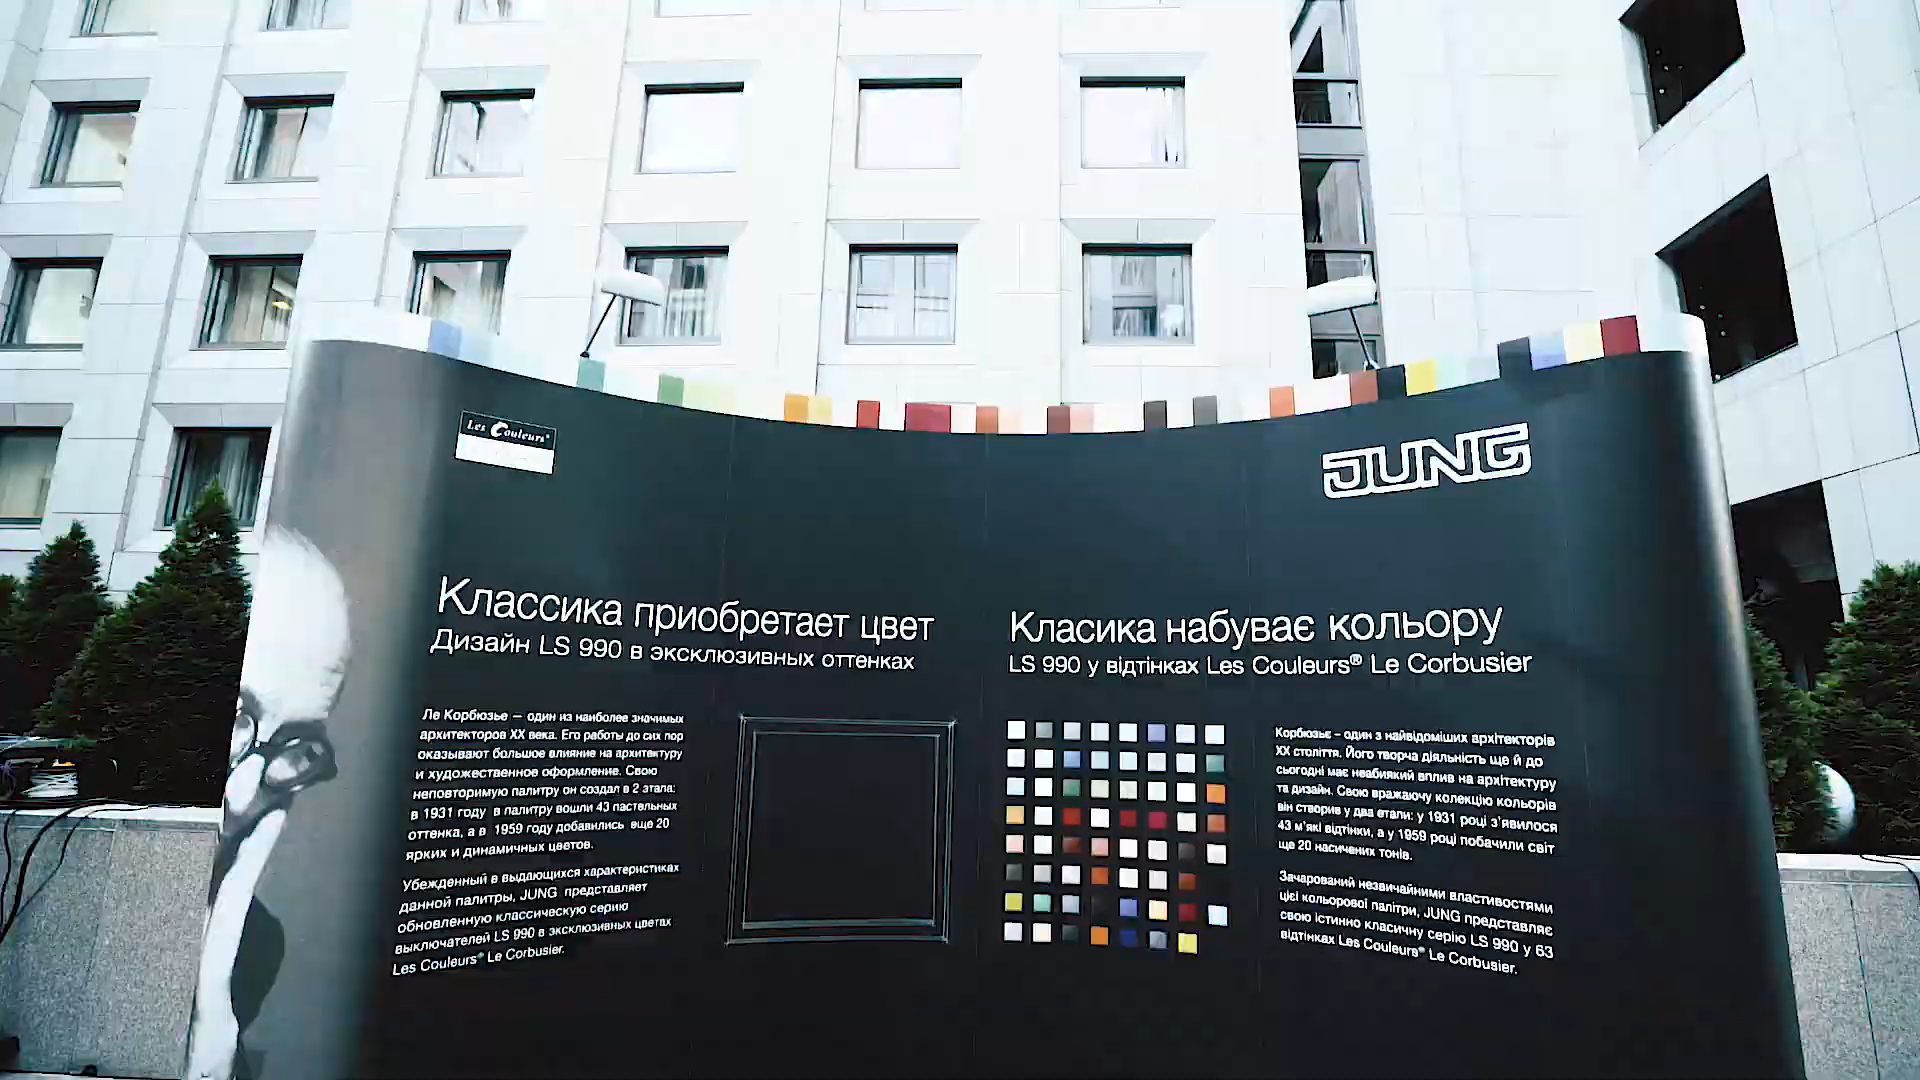 Les Couleurs®
JUNG
Классика приобретает цвет
Дизайн LS 990 в эксклюзивных оттенках
Ле Корбюзье – один из наиболее значимых
архитекторов XX века. Его работы до сих пор
оказывают большое влияние на архитектуру
и художественное оформление. Свою
неповторимую палитру он создал в 2 этапа:
в 1931 году в палитру вошли 43 пастельных
оттенка, а в 1959 году добавились еще 20
ярких и динамичных цветов.
Убежденный в выдающихся характеристиках
данной палитры, JUNG представляет
обновленную классическую серию
выключателей LS 990 в эксклюзивных цветах
Les Couleurs® Le Corbusier.
Класика набуває кольору
LS 990 у відтінках Les Couleurs® Le Corbusier
Корбюзьє – один з найвідоміших архітекторів
XX століття. Його творча діяльність ще й до
сьогодні має неабиякий вплив на архітектуру
та дизайн. Свою вражаючу колекцію кольорів
він створив у два етапи: у 1931 році з'явилося
43 м'які відтінки, а у 1959 році побачили світ
ще 20 насичених тонів.
Зачарований незвичайними властивостями
цієї кольорової палітри, JUNG представляє
свою істинно класичну серію LS 990 у 63
відтінках Les Couleurs® Le Corbusier.